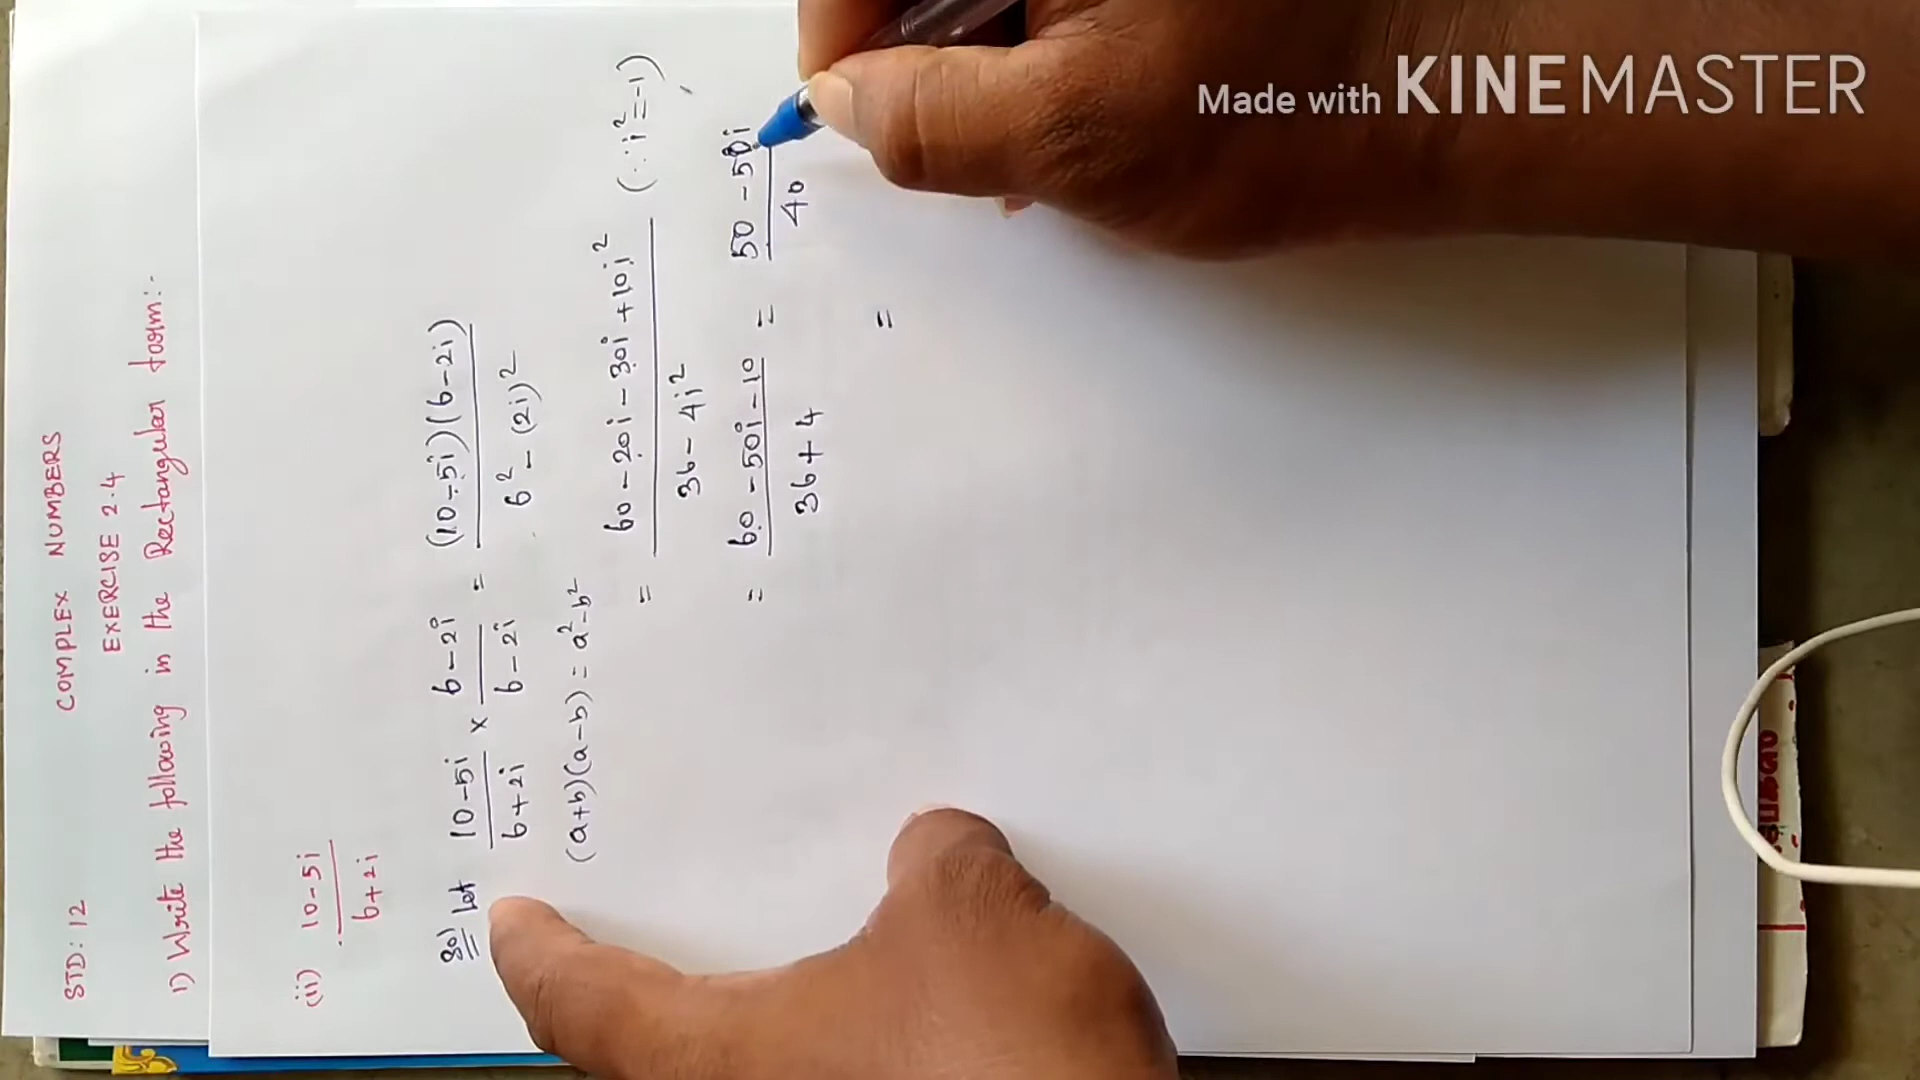 Made with KINEMASTER
STD: 12 COMPLEX NUMBERS
EXERCISE 2.4
1) Write the following in the Rectangular form:-
(ii) 10-5i
6+2i
Sol Let 10-5i / 6+2i × 6-2i / 6-2i = (10-5i)(6-2i) / 6² - (2i)²
(a+b)(a-b) = a²-b²
= 60 - 20i - 30i + 10i² / 36 - 4i² (∵ i² = -1)
= 60 - 50i - 10 / 36 + 4 = 50 - 50i / 40
=